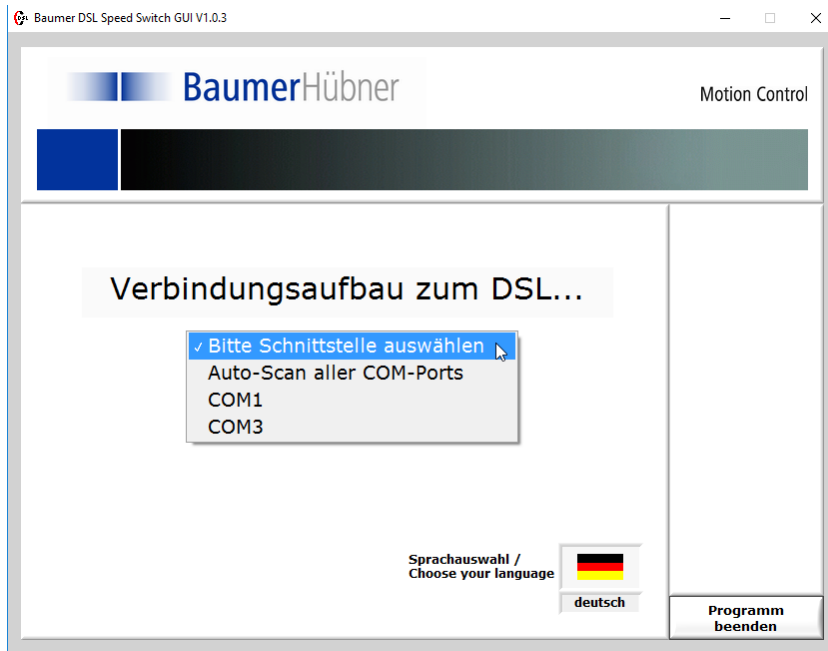 Baumer DSL Speed Switch GUI V1.0.3
BaumerHübner
Motion Control
Verbindungsaufbau zum DSL...
✓ Bitte Schnittstelle auswählen
Auto-Scan aller COM-Ports
COM1
COM3
Sprachauswahl /
Choose your language
deutsch
Programm
beenden